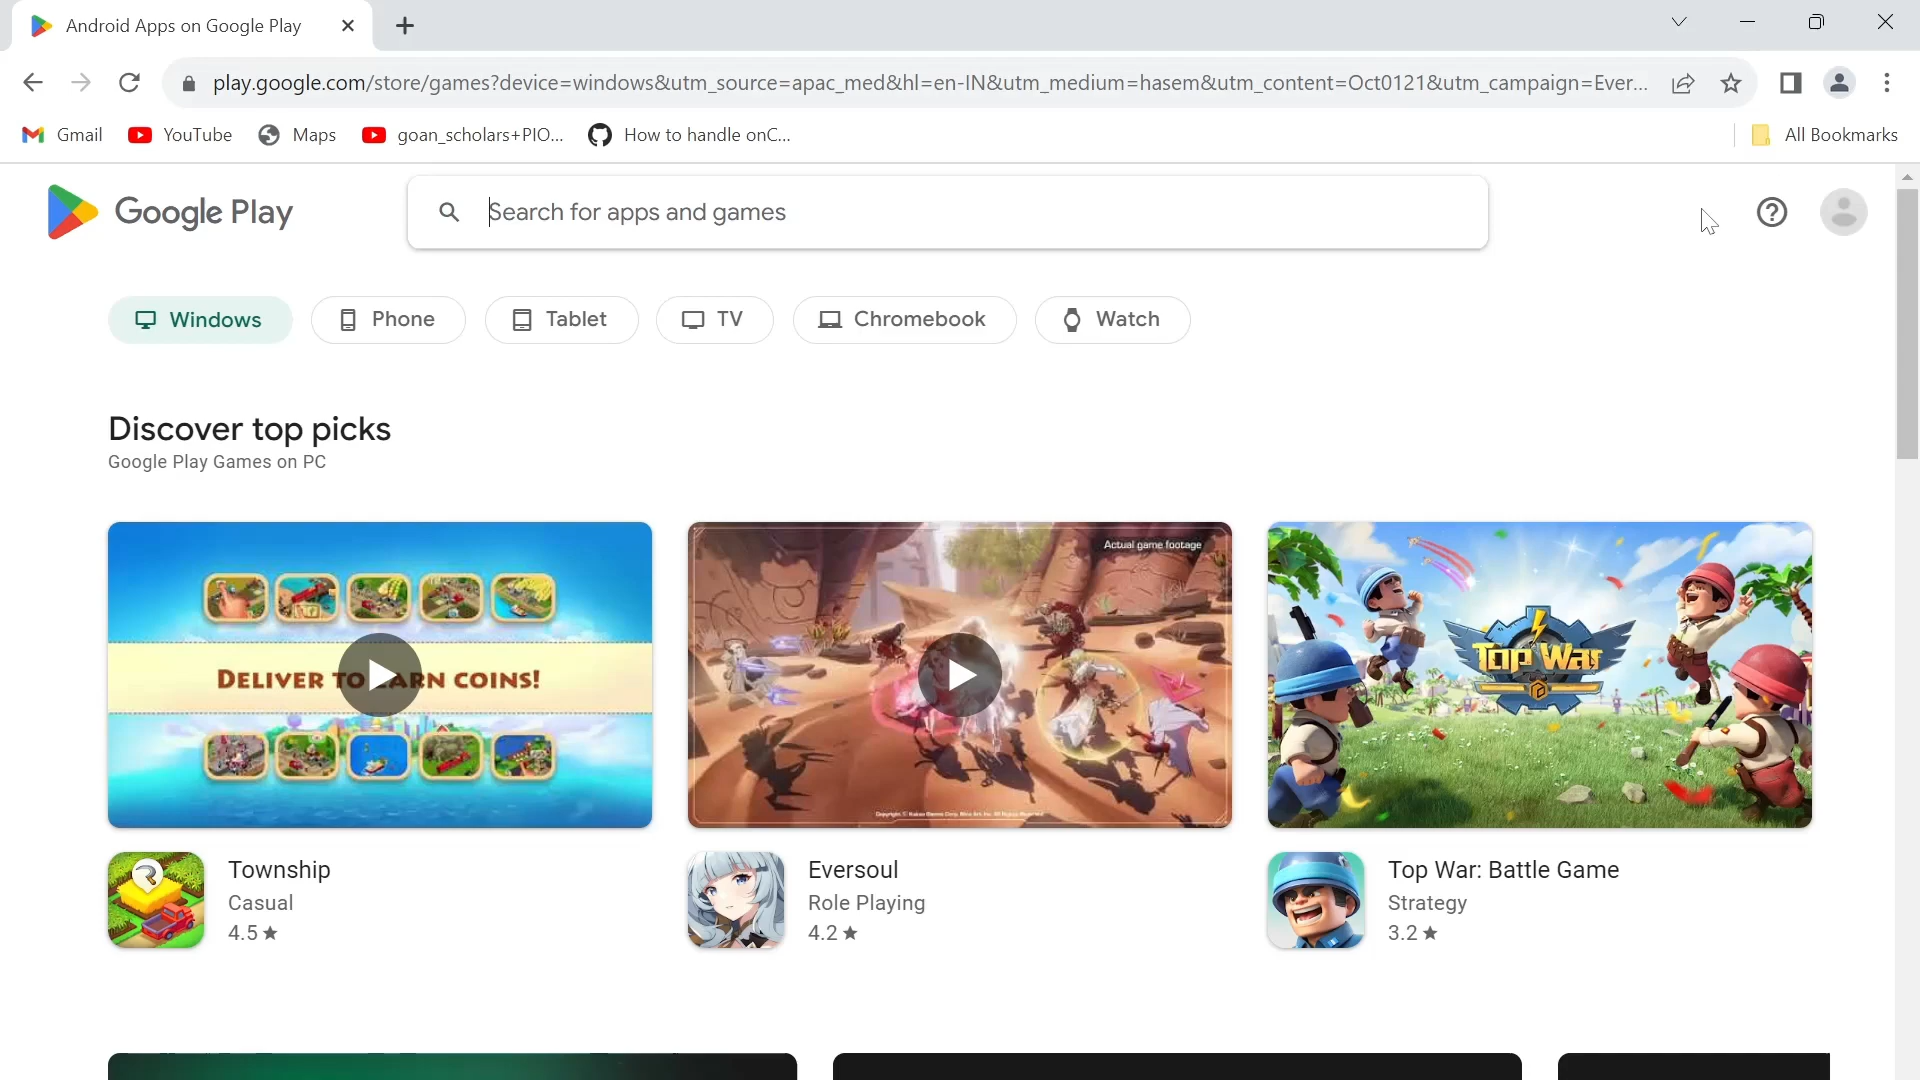 Android Apps on Google Play
play.google.com/store/games?device=windows&utm_source=apac_med&hl=en-IN&utm_medium=hasem&utm_content=Oct0121&utm_campaign=Ever...
Gmail YouTube Maps goan_scholars+PIO... How to handle onC... All Bookmarks
Google Play Search for apps and games
Windows Phone Tablet TV Chromebook Watch
Discover top picks
Google Play Games on PC
Actual game footage
DELIVER TO EARN COINS!
TOP WAR
Township
Casual
4.5★
Eversoul
Role Playing
4.2★
Top War: Battle Game
Strategy
3.2★